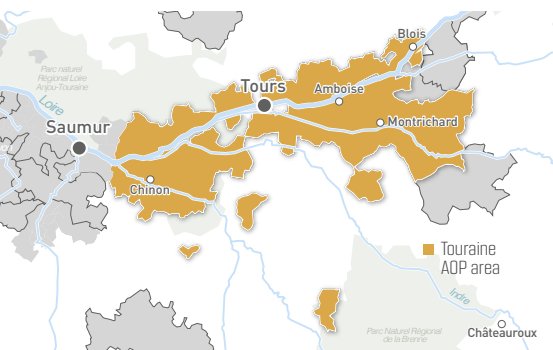 Blois
Parc naturel
Régional Loire
Anjou-Touraine
Tours
Amboise
Loire
Montrichard
Saumur
Chinon
Touraine
AOP area
Indre
Parc Naturel Régional
de la Brenne
Châteauroux